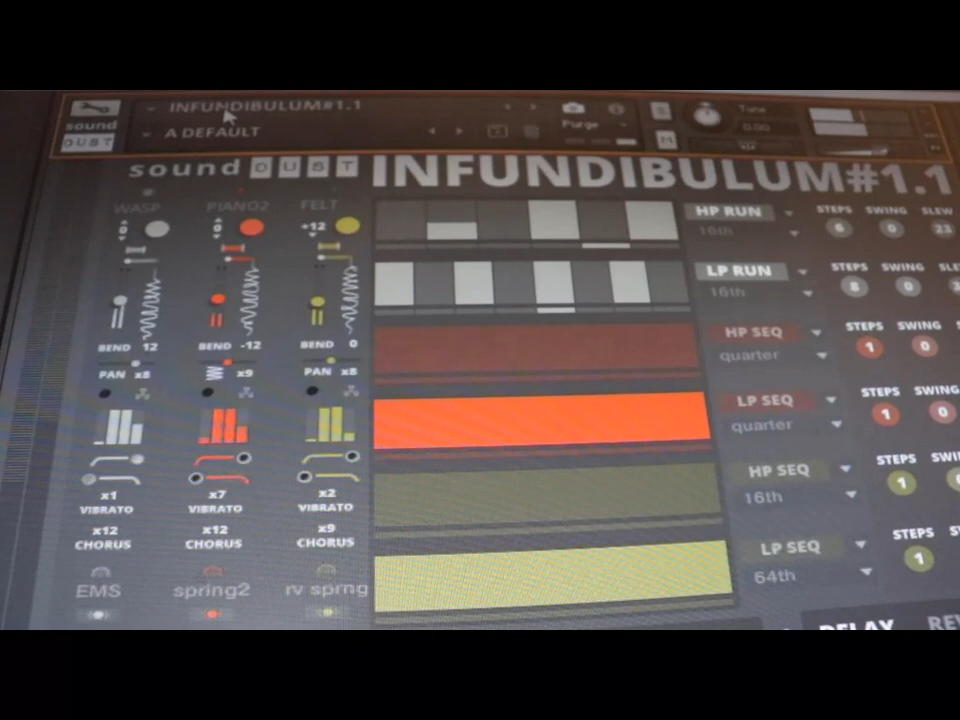 INFUNDIBULUM#1.1
sound
DUST
A DEFAULT
Purge
S
M
Tune
0.00
sound DUST INFUNDIBULUM#1.1
WASP PIANO2 FELT
0 0 +12
HP RUN
16th
STEPS SWING SLEW
6 0 23
LP RUN
16th
STEPS SWING
8 0
BEND 12 BEND -12 BEND 0
HP SEQ
quarter
STEPS SWING
1 0
PAN x8 x9 PAN x8
LP SEQ
quarter
STEPS SWING
1 0
x1 x7 x2
VIBRATO VIBRATO VIBRATO
HP SEQ
16th
STEPS SWI
1
x12 x12 x9
CHORUS CHORUS CHORUS
LP SEQ
64th
STEPS S
1
EMS spring2 rv sprng
DELAY RE